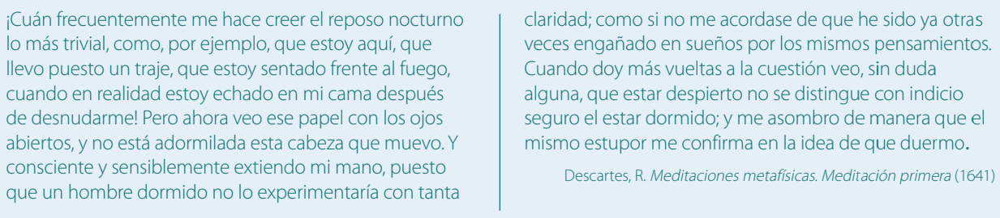 ¡Cuán frecuentemente me hace creer el reposo nocturno
lo más trivial, como, por ejemplo, que estoy aquí, que
llevo puesto un traje, que estoy sentado frente al fuego,
cuando en realidad estoy echado en mi cama después
de desnudarme! Pero ahora veo ese papel con los ojos
abiertos, y no está adormilada esta cabeza que muevo. Y
consciente y sensiblemente extiendo mi mano, puesto
que un hombre dormido no lo experimentaría con tanta
claridad; como si no me acordase de que he sido ya otras
veces engañado en sueños por los mismos pensamientos.
Cuando doy más vueltas a la cuestión veo, sin duda
alguna, que estar despierto no se distingue con indicio
seguro el estar dormido; y me asombro de manera que el
mismo estupor me confirma en la idea de que duermo.
Descartes, R. Meditaciones metafísicas. Meditación primera (1641)